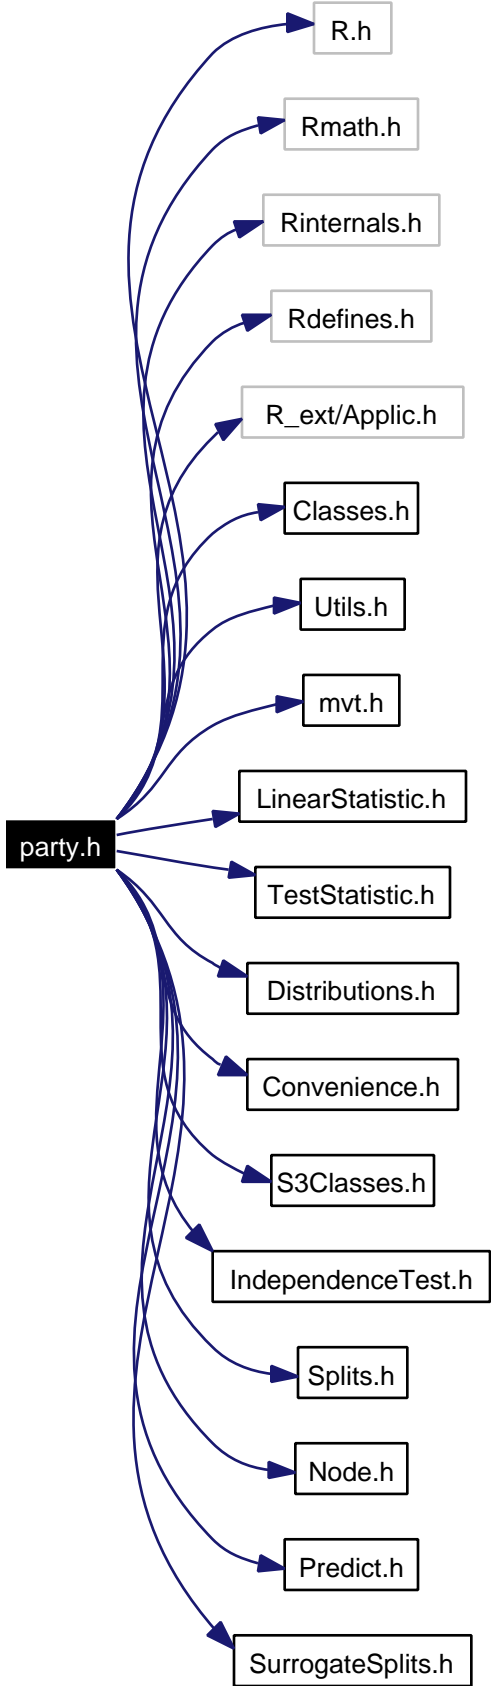 R.h
Rmath.h
Rinternals.h
Rdefines.h
R_ext/Applic.h
Classes.h
Utils.h
mvt.h
LinearStatistic.h
party.h
TestStatistic.h
Distributions.h
Convenience.h
S3Classes.h
IndependenceTest.h
Splits.h
Node.h
Predict.h
SurrogateSplits.h